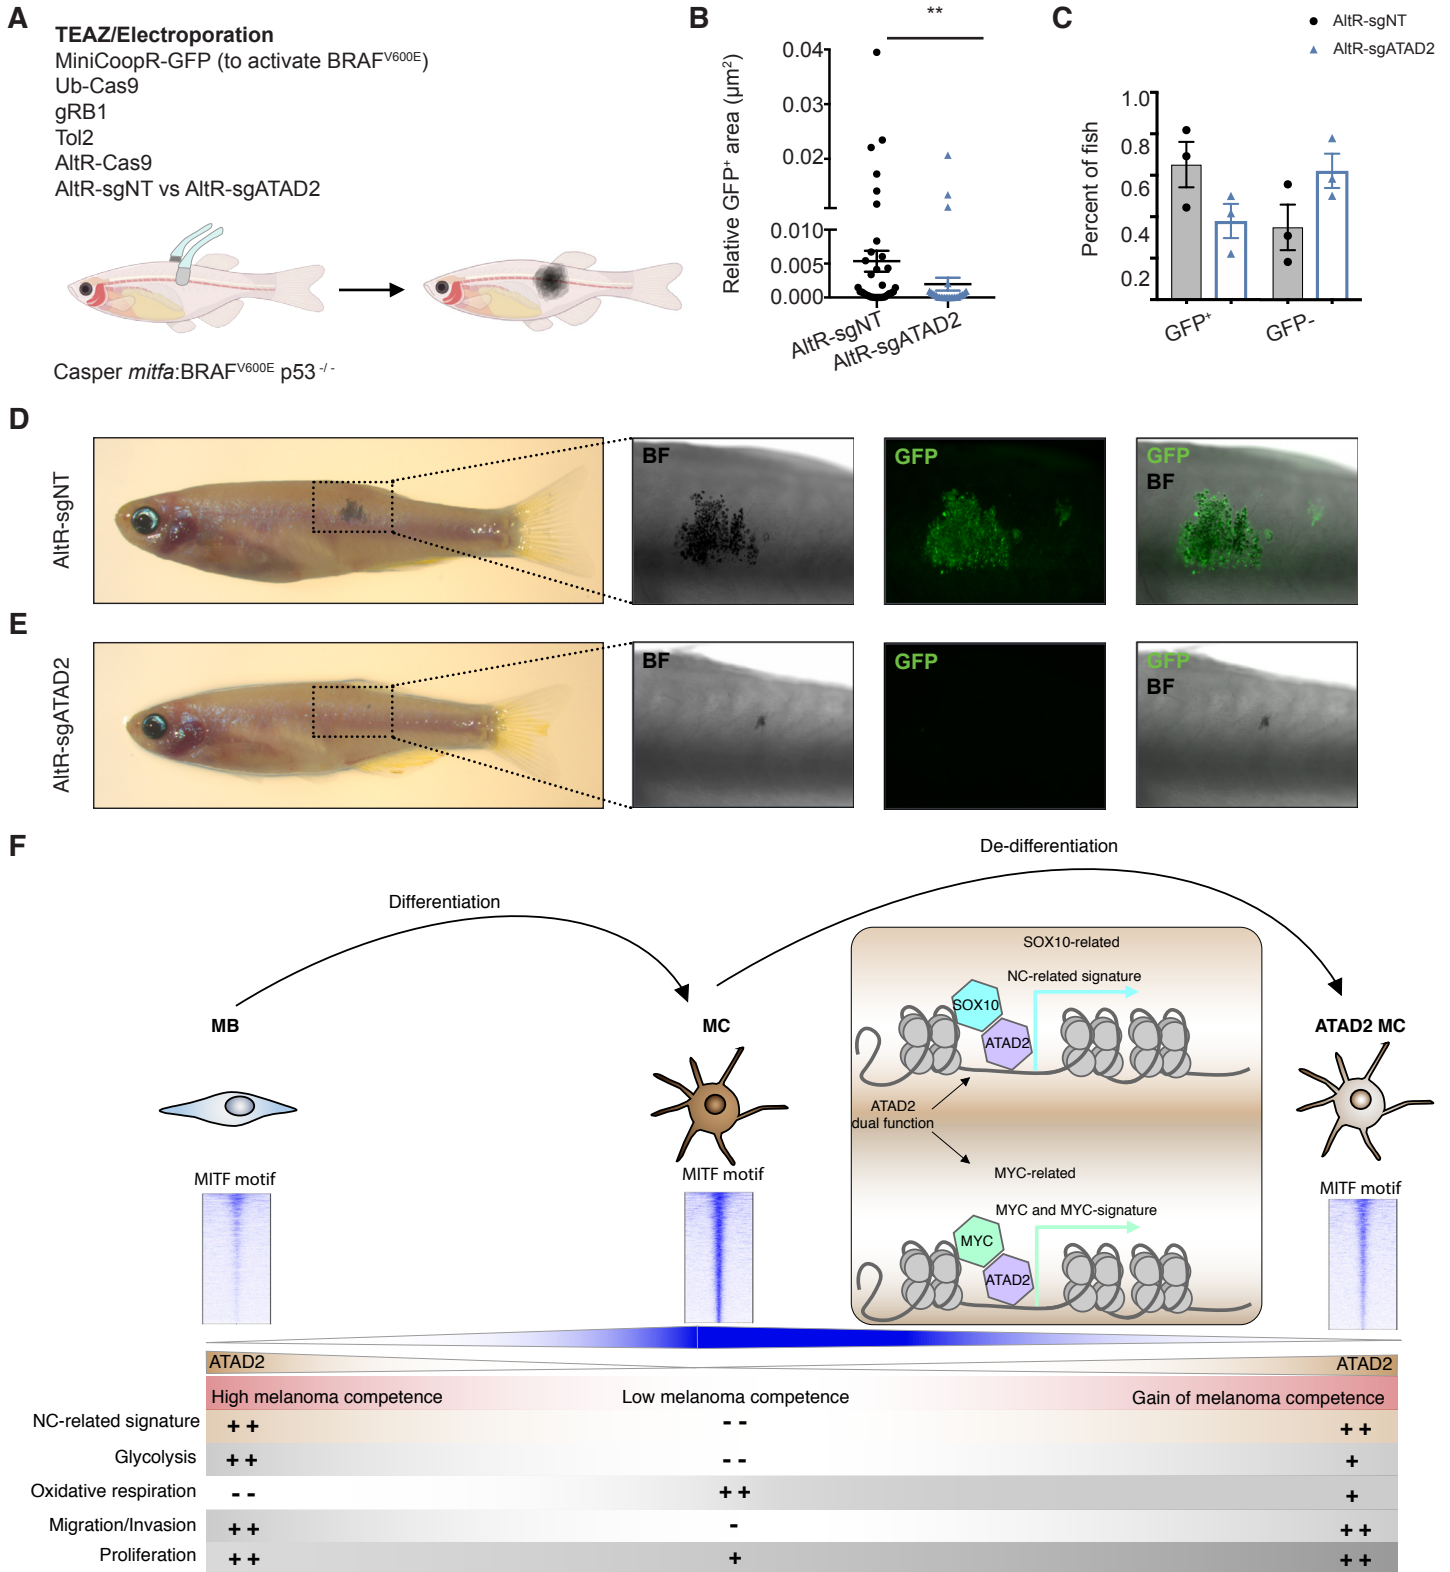 A
TEAZ/Electroporation
MiniCoopR-GFP (to activate BRAFV600E)
Ub-Cas9
gRB1
Tol2
AltR-Cas9
AltR-sgNT vs AltR-sgATAD2
Casper mitfa:BRAFV600E p53 -/-
B
**
Relative GFP+ area (µm2)
0.04
0.03
0.02
0.010
0.005
0.000
AltR-sgNT
AltR-sgATAD2
C
AltR-sgNT
AltR-sgATAD2
Percent of fish
1.0
0.8
0.6
0.4
0.2
GFP+
GFP-
D
AltR-sgNT
BF
GFP
GFP
BF
E
AltR-sgATAD2
BF
GFP
GFP
BF
F
Differentiation
De-differentiation
MB
MC
ATAD2 MC
MITF motif
MITF motif
MITF motif
SOX10-related
NC-related signature
SOX10
ATAD2
ATAD2
dual function
MYC-related
MYC and MYC-signature
MYC
ATAD2
ATAD2
ATAD2
High melanoma competence
Low melanoma competence
Gain of melanoma competence
NC-related signature ++ -- ++
Glycolysis ++ -- +
Oxidative respiration -- ++ +
Migration/Invasion ++ - ++
Proliferation ++ + ++